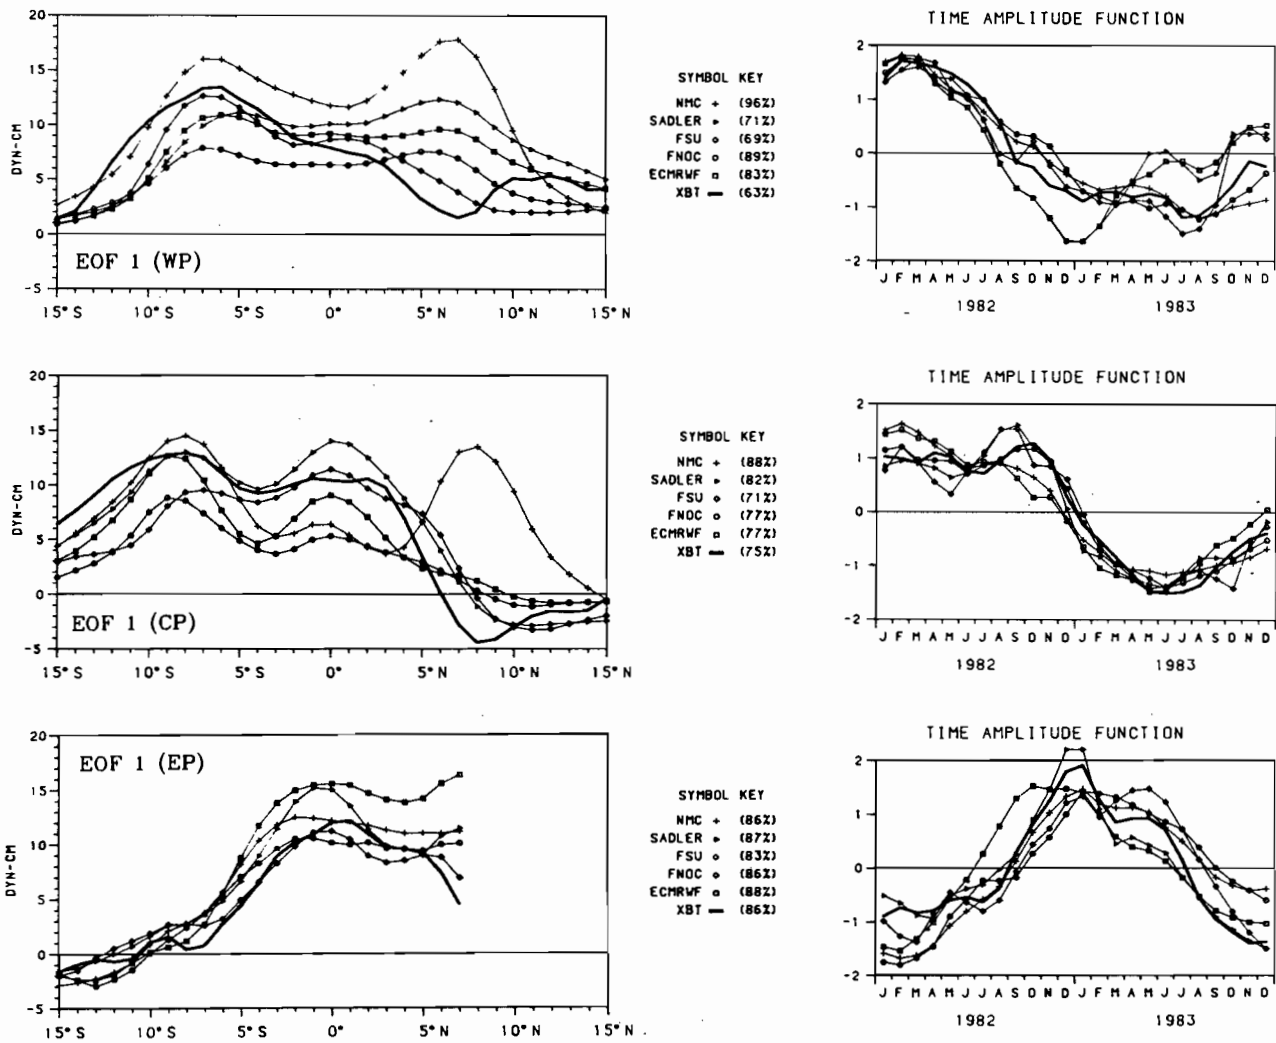 20
15
10
5
0
-5
DYN-CM
EOF 1 (WP)
15°S 10°S 5°S 0° 5°N 10°N 15°N
SYMBOL KEY
NMC + (96%)
SADLER ▹ (71%)
FSU ◇ (69%)
FNOC ○ (89%)
ECMRWF □ (83%)
XBT — (63%)
TIME AMPLITUDE FUNCTION
2
1
0
-1
-2
J F M A M J J A S O N D J F M A M J J A S O N D
1982 1983
20
15
10
5
0
-5
DYN-CM
EOF 1 (CP)
15°S 10°S 5°S 0° 5°N 10°N 15°N
SYMBOL KEY
NMC + (88%)
SADLER ▹ (82%)
FSU ◇ (71%)
FNOC ○ (77%)
ECMRWF □ (77%)
XBT — (75%)
TIME AMPLITUDE FUNCTION
2
1
0
-1
-2
J F M A M J J A S O N D J F M A M J J A S O N D
1982 1983
20
15
10
5
0
-5
DYN-CM
EOF 1 (EP)
15°S 10°S 5°S 0° 5°N 10°N 15°N
SYMBOL KEY
NMC + (86%)
SADLER ▹ (87%)
FSU ○ (83%)
FNOC ◇ (86%)
ECMRWF □ (88%)
XBT — (86%)
TIME AMPLITUDE FUNCTION
2
1
0
-1
-2
J F M A M J J A S O N D J F M A M J J A S O N D
1982 1983